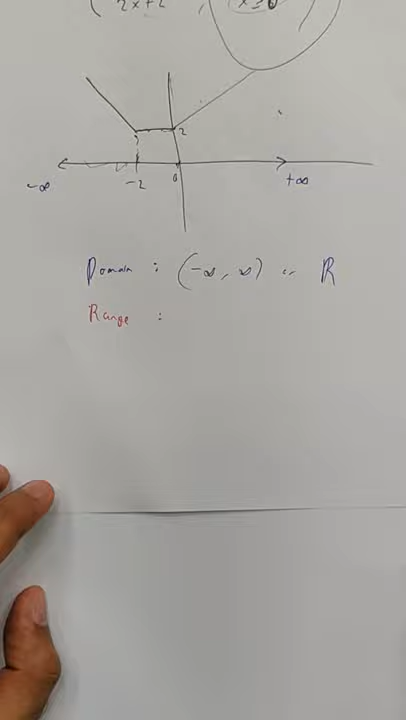 2x+2 , x ≥ 0
2
-∞ -2 0 +∞
Domain : (-∞, ∞) or ℝ
Range :